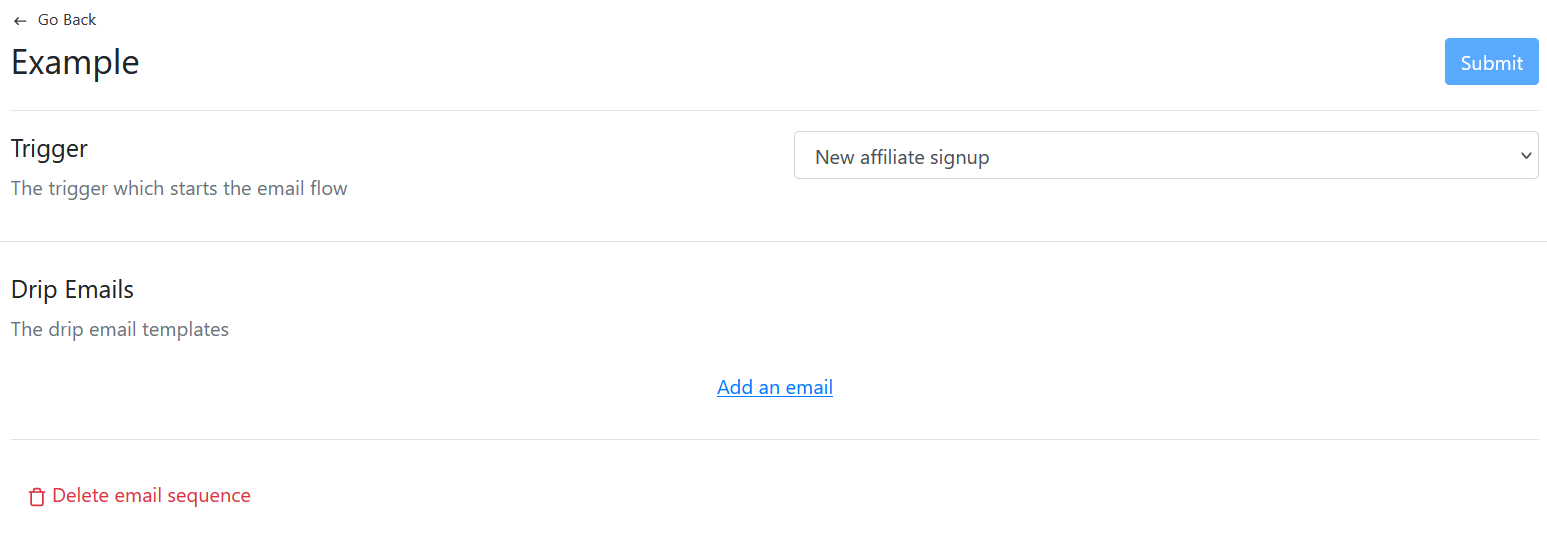 Go Back
Example
Submit
Trigger
New affiliate signup
The trigger which starts the email flow
Drip Emails
The drip email templates
Add an email
Delete email sequence